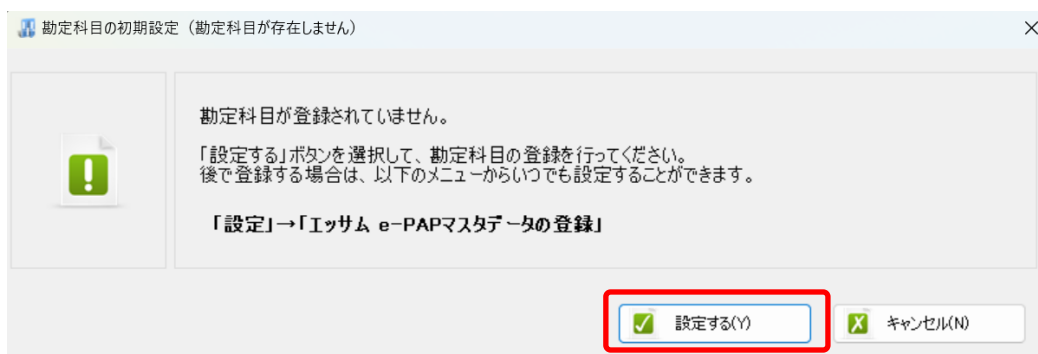 勘定科目の初期設定（勘定科目が存在しません）
勘定科目が登録されていません。
「設定する」ボタンを選択して、勘定科目の登録を行ってください。
後で登録する場合は、以下のメニューからいつでも設定することができます。
「設定」→「エッサム e-PAPマスタデータの登録」
設定する(Y)
キャンセル(N)